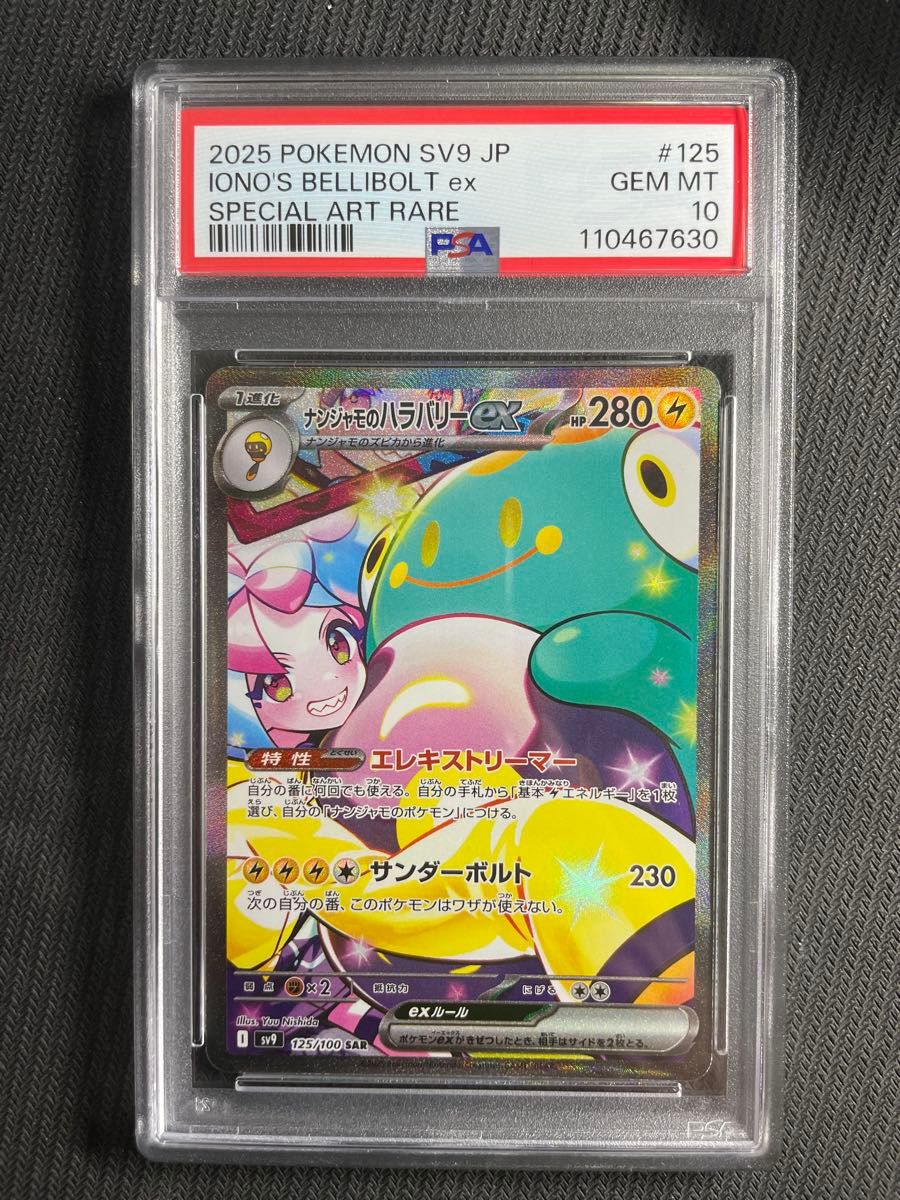 2025 POKEMON SV9 JP #125
IONO'S BELLIBOLT ex GEM MT
SPECIAL ART RARE 10
PSA 110467630
1進化
ナンジャモのハラバリーex HP280
ナンジャモのズピカから進化
特性 とくせい エレキストリーマー
自分の番に何回でも使える。自分の手札から「基本エネルギー」を1枚
選び、自分の「ナンジャモのポケモン」につける。
サンダーボルト 230
次の自分の番、このポケモンはワザが使えない。
弱点 ×2 抵抗力 にげる
Illus. Yuu Nishida
exルール
ポケモンexがきぜつしたとき、相手はサイドを2枚とる。
I sv9 125/100 SAR
PSA